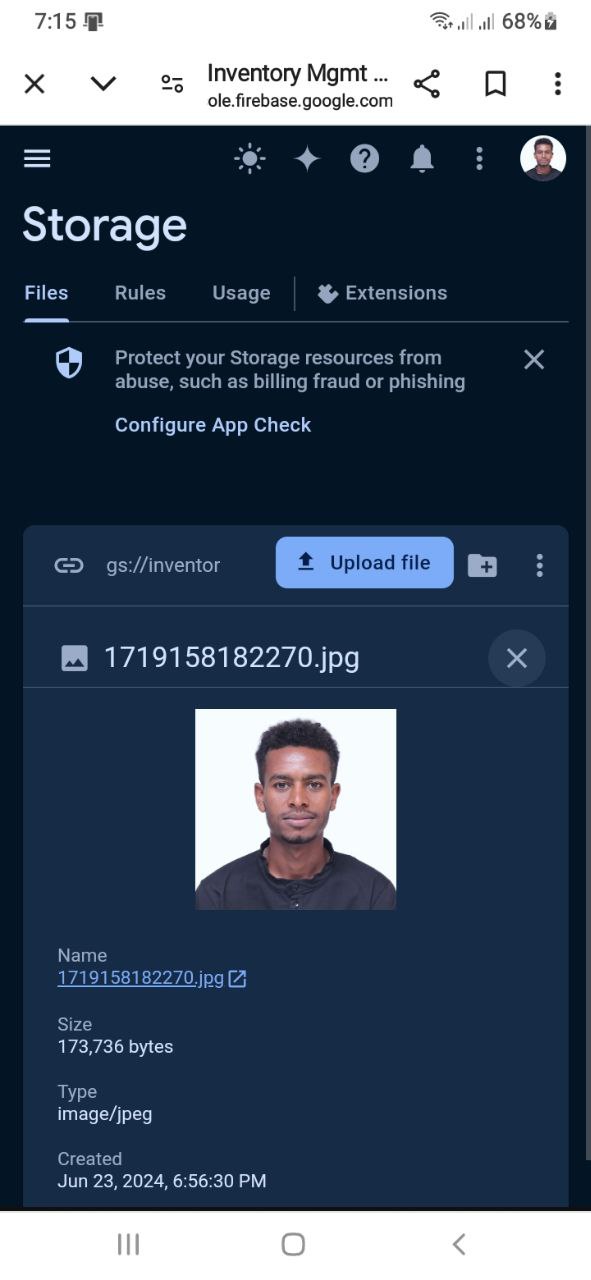 7:15
68%
Inventory Mgmt ...
ole.firebase.google.com
Storage
Files Rules Usage Extensions
Protect your Storage resources from
abuse, such as billing fraud or phishing
Configure App Check
gs://inventor
Upload file
1719158182270.jpg
Name
1719158182270.jpg
Size
173,736 bytes
Type
image/jpeg
Created
Jun 23, 2024, 6:56:30 PM